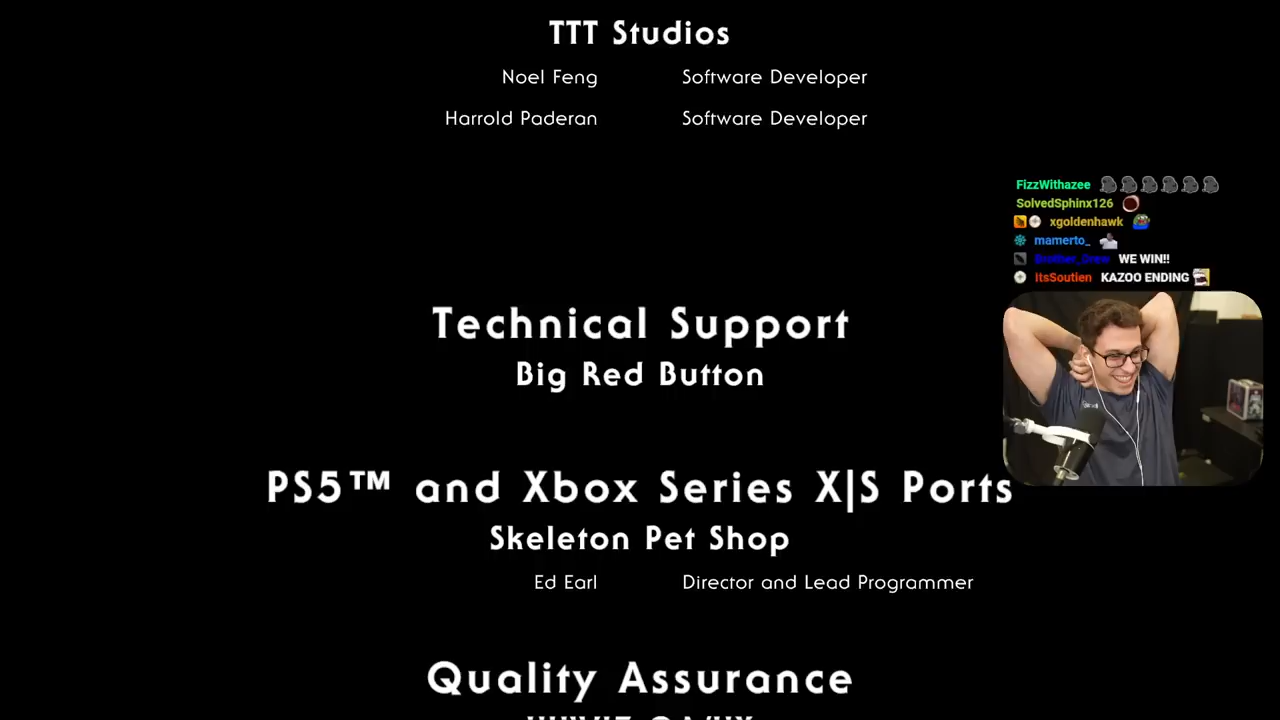 TTT Studios
Noel Feng Software Developer
Harrold Paderan Software Developer
FizzWithazee
SolvedSphinx126
xgoldenhawk
mamerto_
Brother_Crew WE WIN!!
ItsSoutien KAZOO ENDING
Technical Support
Big Red Button
PS5™ and Xbox Series X|S Ports
Skeleton Pet Shop
Ed Earl Director and Lead Programmer
Quality Assurance